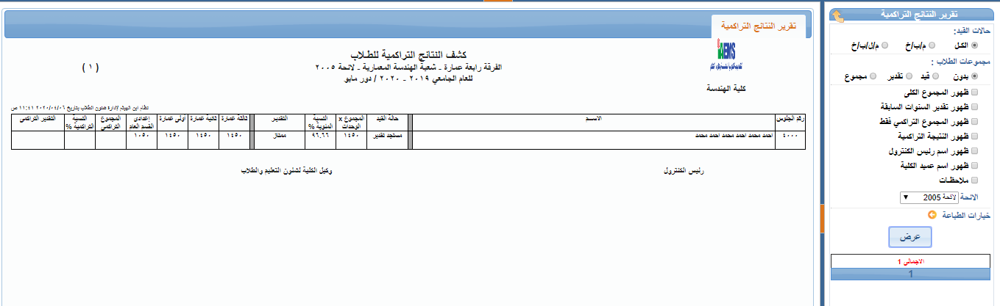 تقرير النتائج التراكمية
حالات القيد:
الكل م/ب/خ م/ل/ب/خ
مجموعات الطلاب :
بدون قيد تقدير مجموع
ظهور المجموع الكلى
ظهور تقدير السنوات السابقة
ظهور المجموع التراكمي فقط
ظهور النتيجة التراكمية
ظهور اسم رئيس الكنترول
ظهور اسم عميد الكلية
ملاحظات
الائحة لائحة 2005
خيارات الطباعة
عرض
الاجمالى 1
1
تقرير النتائج التراكمية
كشف النتائج التراكمية للطلاب
الفرقة رابعة عمارة - شعبة الهندسة المعمارية - لائحة ٢٠٠٥
( ١ )
للعام الجامعي ٢٠١٩ - ٢٠٢٠ / دور مايو
كلية الهندسة
نظام ابن الهيثم لادارة شئون الطلاب بتاريخ ٢٠٢٠/٠٤/٠٦ ١١:٤١ ص
رقم الجلوس الاسم حالة القيد المجموع x الوحدات النسبة المئوية % التقدير ثالثة عمارة ثانية عمارة أولى عمارة إعدادى القسم العام المجموع التراكمي النسبة التراكمية % التقدير التراكمى
٤٠٠٠ احمد محمد احمد محمد احمد محمد مستجد تقدير ١٤٥٠ ٩٦.٦٦ ممتاز ١٤٥٠ ١٤٥٠ ١٤٥٠ ١٠٥٠
رئيس الكنترول وكيل الكلية لشئون التعليم والطلاب